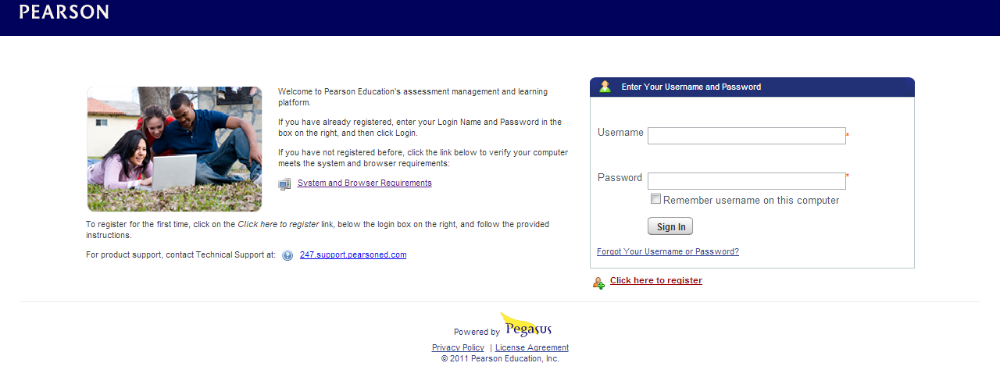 PEARSON
Welcome to Pearson Education's assessment management and learning
platform.
If you have already registered, enter your Login Name and Password in the
box on the right, and then click Login.
If you have not registered before, click the link below to verify your computer
meets the system and browser requirements:
System and Browser Requirements
To register for the first time, click on the Click here to register link, below the login box on the right, and follow the provided
instructions.
For product support, contact Technical Support at: 247.support.pearsoned.com
Enter Your Username and Password
Username *
Password *
Remember username on this computer
Sign In
Forgot Your Username or Password?
Click here to register
Powered by Pegasus
Privacy Policy | License Agreement
© 2011 Pearson Education, Inc.